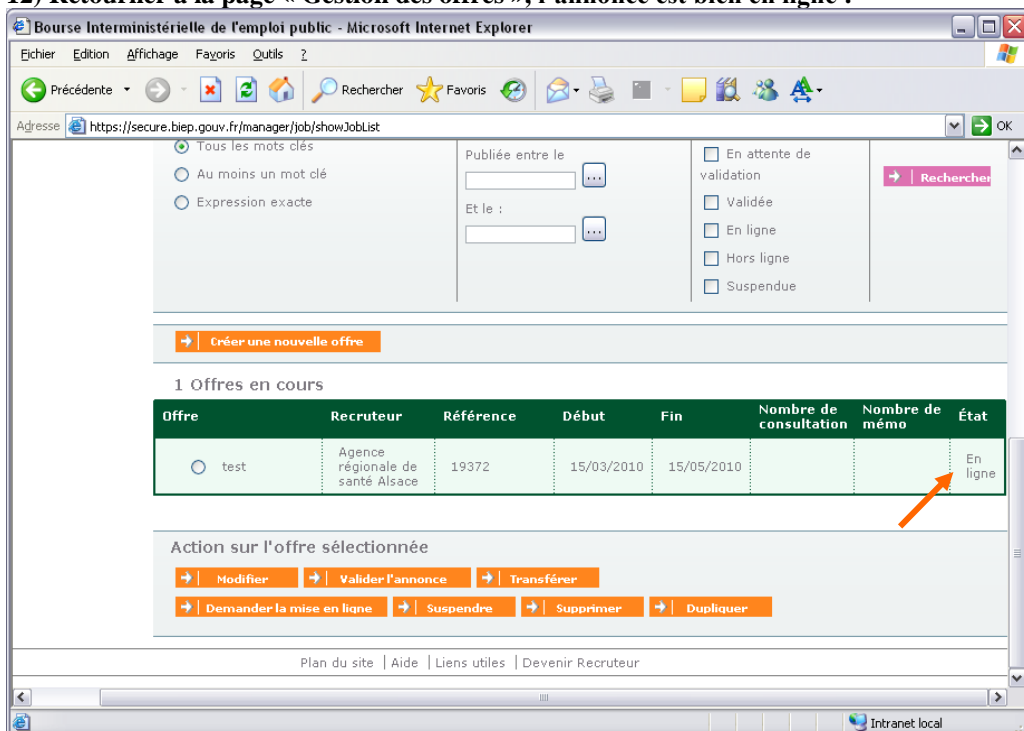 12) Retourner à la page « Gestion des offres », l'annonce est bien en ligne :
Bourse Interministérielle de l'emploi public - Microsoft Internet Explorer
Eichier Edition Affichage Favoris Outils ?
Précédente Rechercher Favoris
Adresse https://secure.biep.gouv.fr/manager/job/showJobList OK
Tous les mots clés
Au moins un mot clé
Expression exacte
Publiée entre le
...
Et le :
...
En attente de
validation
Validée
En ligne
Hors ligne
Suspendue
Rechercher
Créer une nouvelle offre
1 Offres en cours
Offre Recruteur Référence Début Fin Nombre de consultation Nombre de mémo État
test Agence régionale de santé Alsace 19372 15/03/2010 15/05/2010 En ligne
Action sur l'offre sélectionnée
Modifier Valider l'annonce Transférer
Demander la mise en ligne Suspendre Supprimer Dupliquer
Plan du site | Aide | Liens utiles | Devenir Recruteur
Intranet local